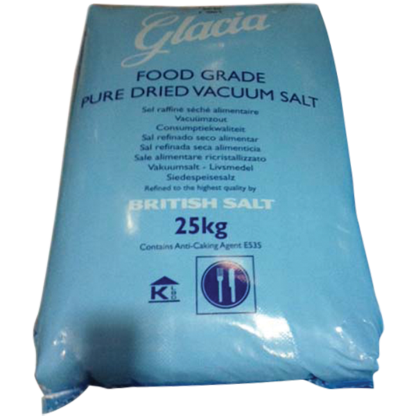 Glacia
FOOD GRADE
PURE DRIED VACUUM SALT
Sel raffiné séché alimentaire
Vacuümzout
Consumptiekwaliteit
Sal refinado seco alimentar
Sal refinada seca alimenticia
Sale alimentare ricristallizzato
Vakuumsalt - Livsmedel
Siedespeisesalz
Refined to the highest quality by
BRITISH SALT
25kg
Contains Anti-Caking Agent E535
K